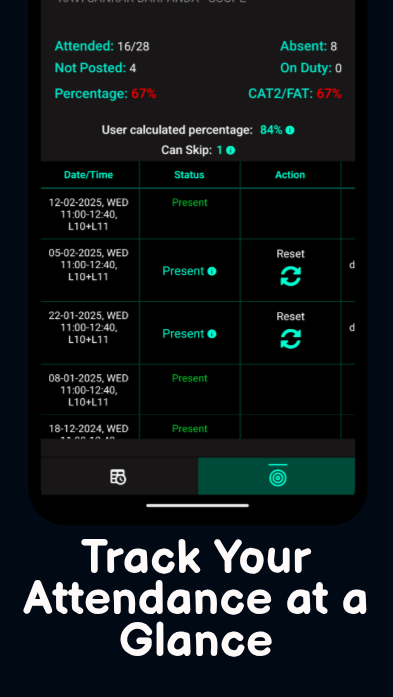 Attended: 16/28 Absent: 8
Not Posted: 4 On Duty: 0
Percentage: 67% CAT2/FAT: 67%
User calculated percentage: 84%
Can Skip: 1
Date/Time Status Action
12-02-2025, WED
11:00-12:40,
L10+L11
Present
05-02-2025, WED
11:00-12:40,
L10+L11
Present
Reset
d
22-01-2025, WED
11:00-12:40,
L10+L11
Present
Reset
d
08-01-2025, WED
11:00-12:40,
L10+L11
Present
18-12-2024, WED
Present
Track Your
Attendance at a
Glance